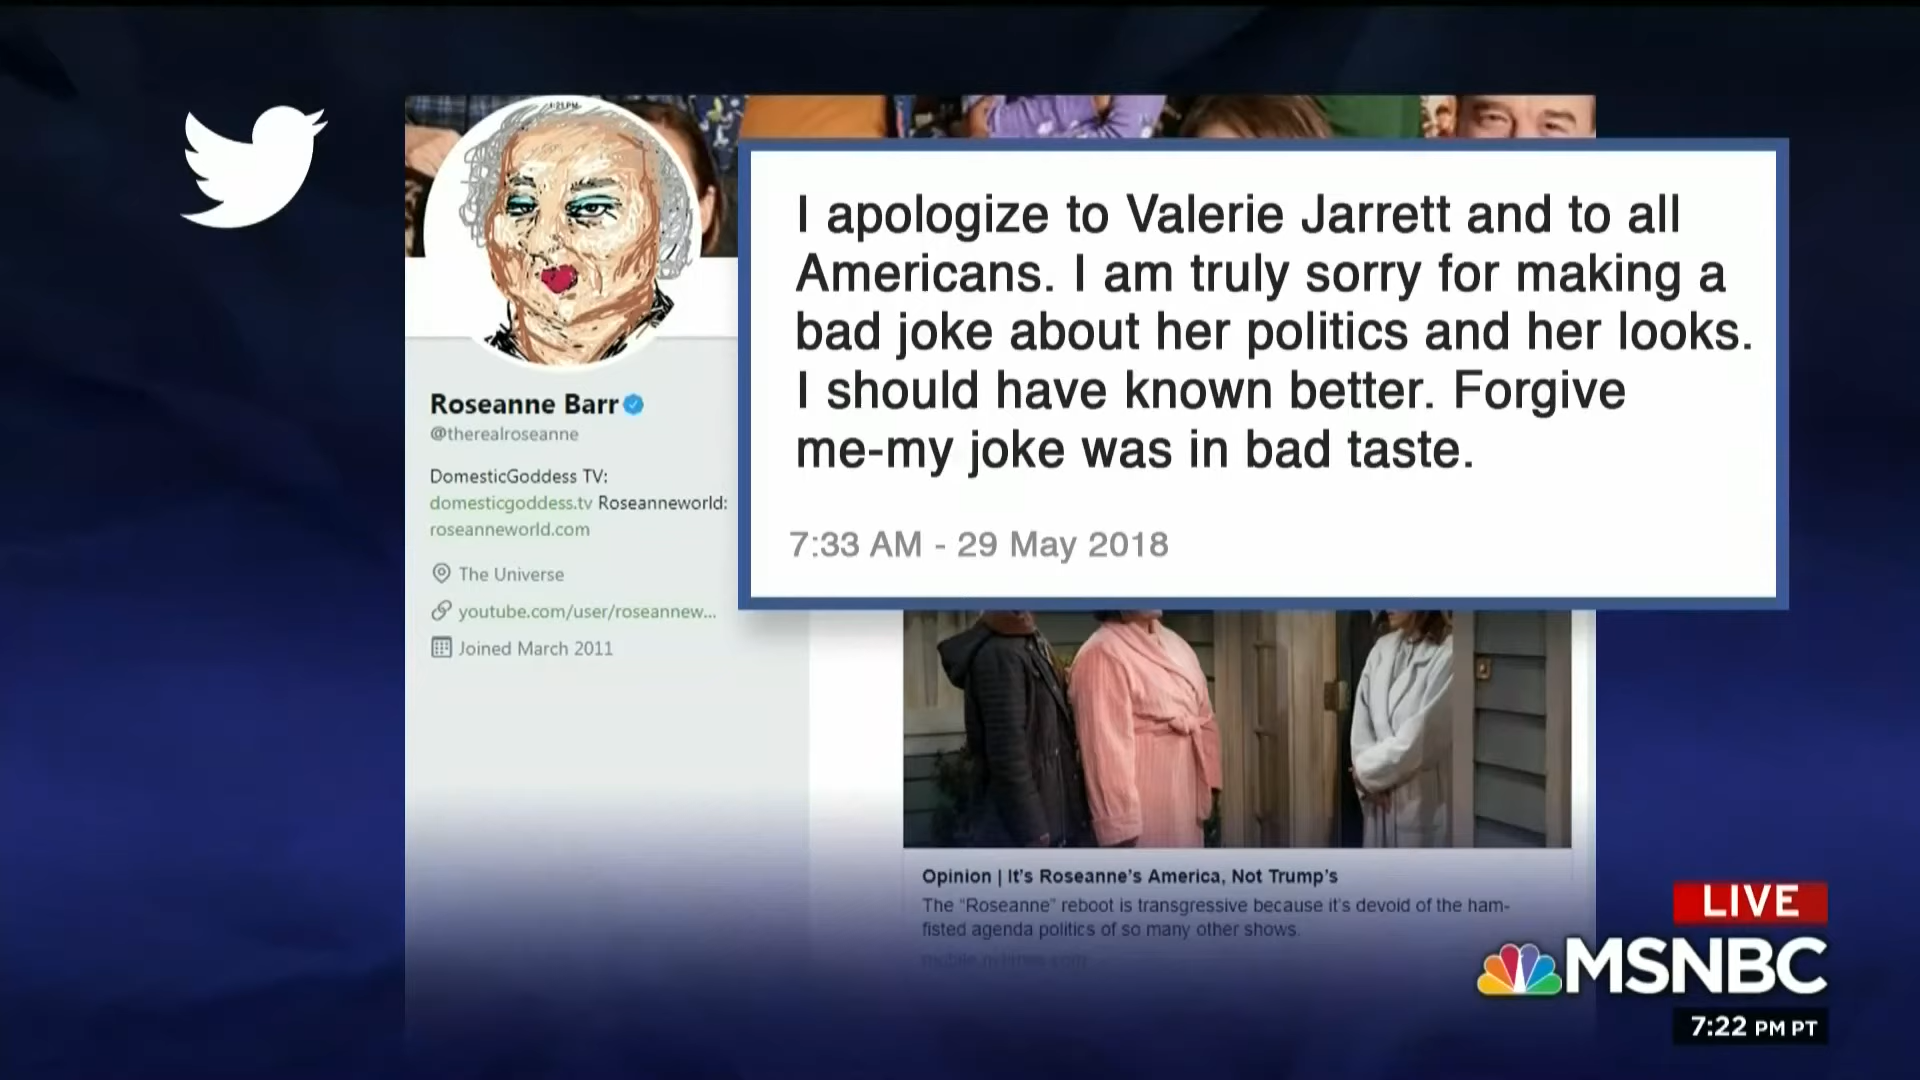 I apologize to Valerie Jarrett and to all
Americans. I am truly sorry for making a
bad joke about her politics and her looks.
I should have known better. Forgive
me-my joke was in bad taste.
7:33 AM - 29 May 2018
Roseanne Barr
@therealroseanne
DomesticGoddess TV:
domesticgoddess.tv Roseanneworld:
roseanneworld.com
The Universe
youtube.com/user/roseannew...
Joined March 2011
Opinion | It's Roseanne's America, Not Trump's
The "Roseanne" reboot is transgressive because it's devoid of the ham-
fisted agenda politics of so many other shows.
LIVE
MSNBC
7:22 PM PT